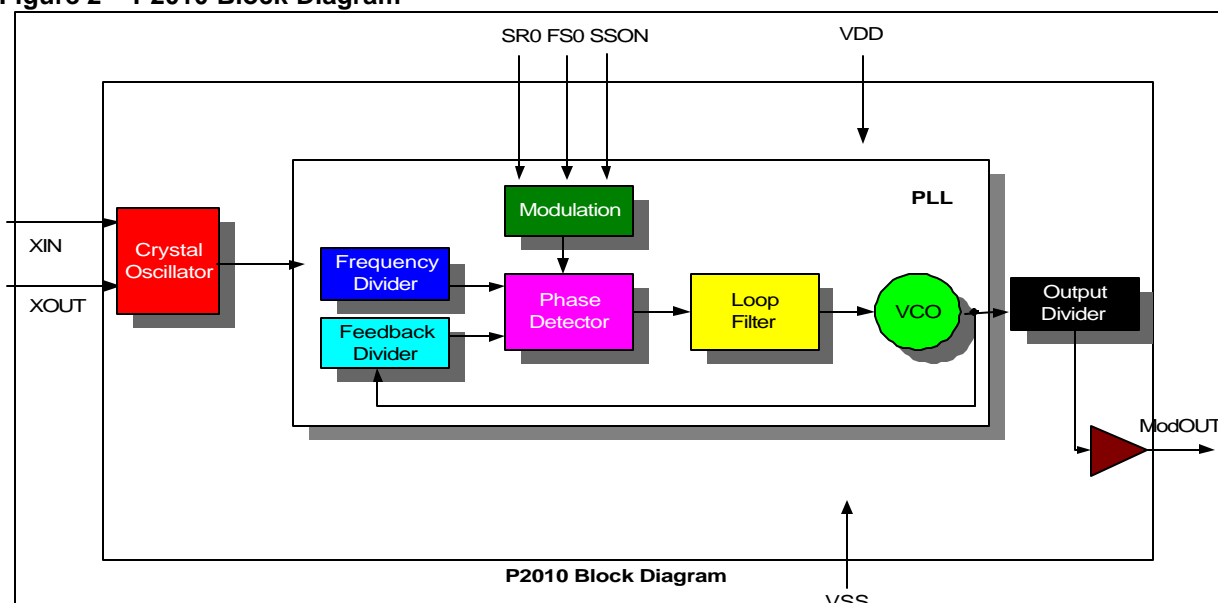 Figure 2 – P2010 Block Diagram
SR0 FS0 SSON
VDD
PLL
Modulation
XIN
Crystal
Oscillator
Frequency
Divider
XOUT
Phase
Detector
Loop
Filter
VCO
Output
Divider
Feedback
Divider
ModOUT
P2010 Block Diagram
VSS